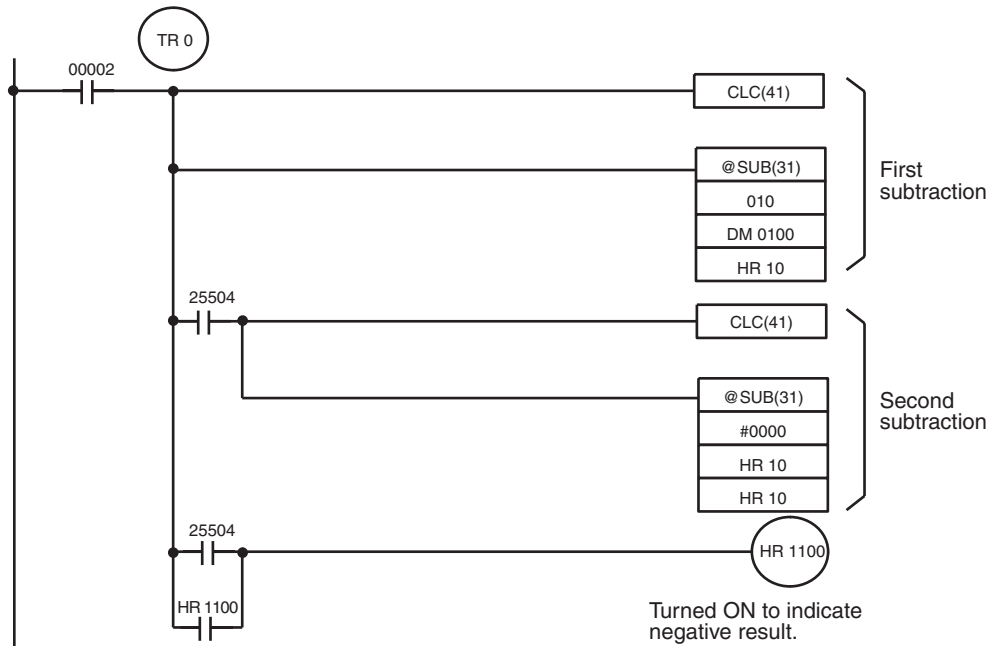 TR 0
00002
CLC(41)
@SUB(31)
010
DM 0100
HR 10
First
subtraction
25504
CLC(41)
@SUB(31)
#0000
HR 10
HR 10
Second
subtraction
25504
HR 1100
HR 1100
Turned ON to indicate
negative result.